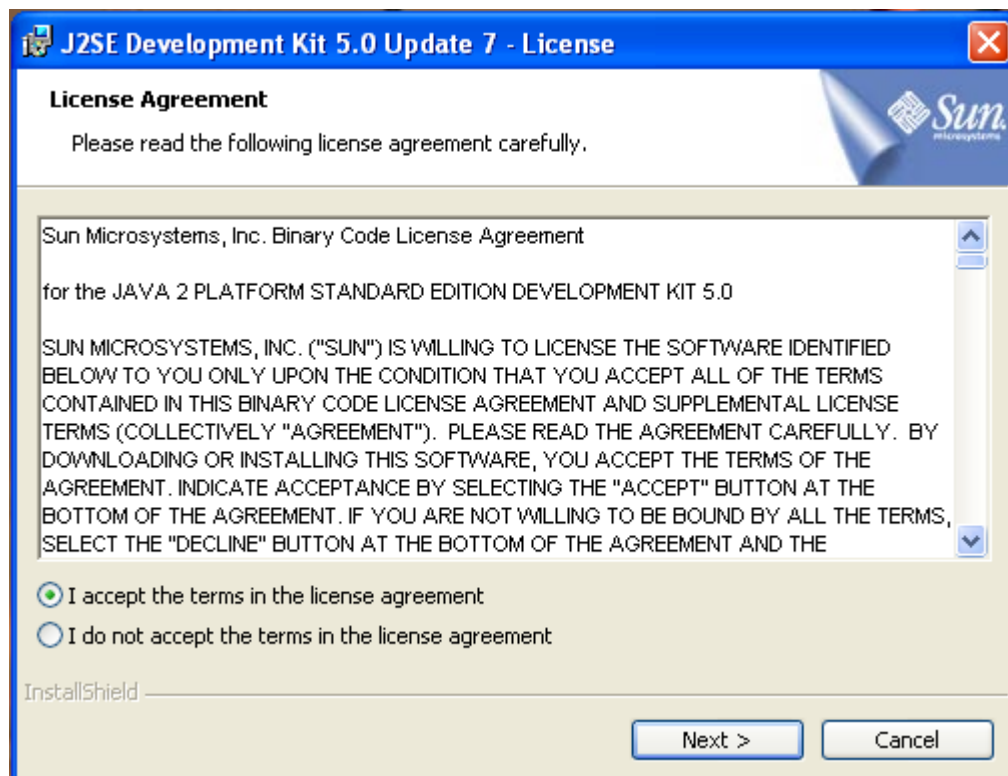 J2SE Development Kit 5.0 Update 7 - License
License Agreement
Please read the following license agreement carefully.
Sun
microsystems
Sun Microsystems, Inc. Binary Code License Agreement
for the JAVA 2 PLATFORM STANDARD EDITION DEVELOPMENT KIT 5.0
SUN MICROSYSTEMS, INC. ("SUN") IS WILLING TO LICENSE THE SOFTWARE IDENTIFIED
BELOW TO YOU ONLY UPON THE CONDITION THAT YOU ACCEPT ALL OF THE TERMS
CONTAINED IN THIS BINARY CODE LICENSE AGREEMENT AND SUPPLEMENTAL LICENSE
TERMS (COLLECTIVELY "AGREEMENT").  PLEASE READ THE AGREEMENT CAREFULLY.  BY
DOWNLOADING OR INSTALLING THIS SOFTWARE, YOU ACCEPT THE TERMS OF THE
AGREEMENT. INDICATE ACCEPTANCE BY SELECTING THE "ACCEPT" BUTTON AT THE
BOTTOM OF THE AGREEMENT. IF YOU ARE NOT WILLING TO BE BOUND BY ALL THE TERMS,
SELECT THE "DECLINE" BUTTON AT THE BOTTOM OF THE AGREEMENT AND THE
I accept the terms in the license agreement
I do not accept the terms in the license agreement
InstallShield
Next >
Cancel